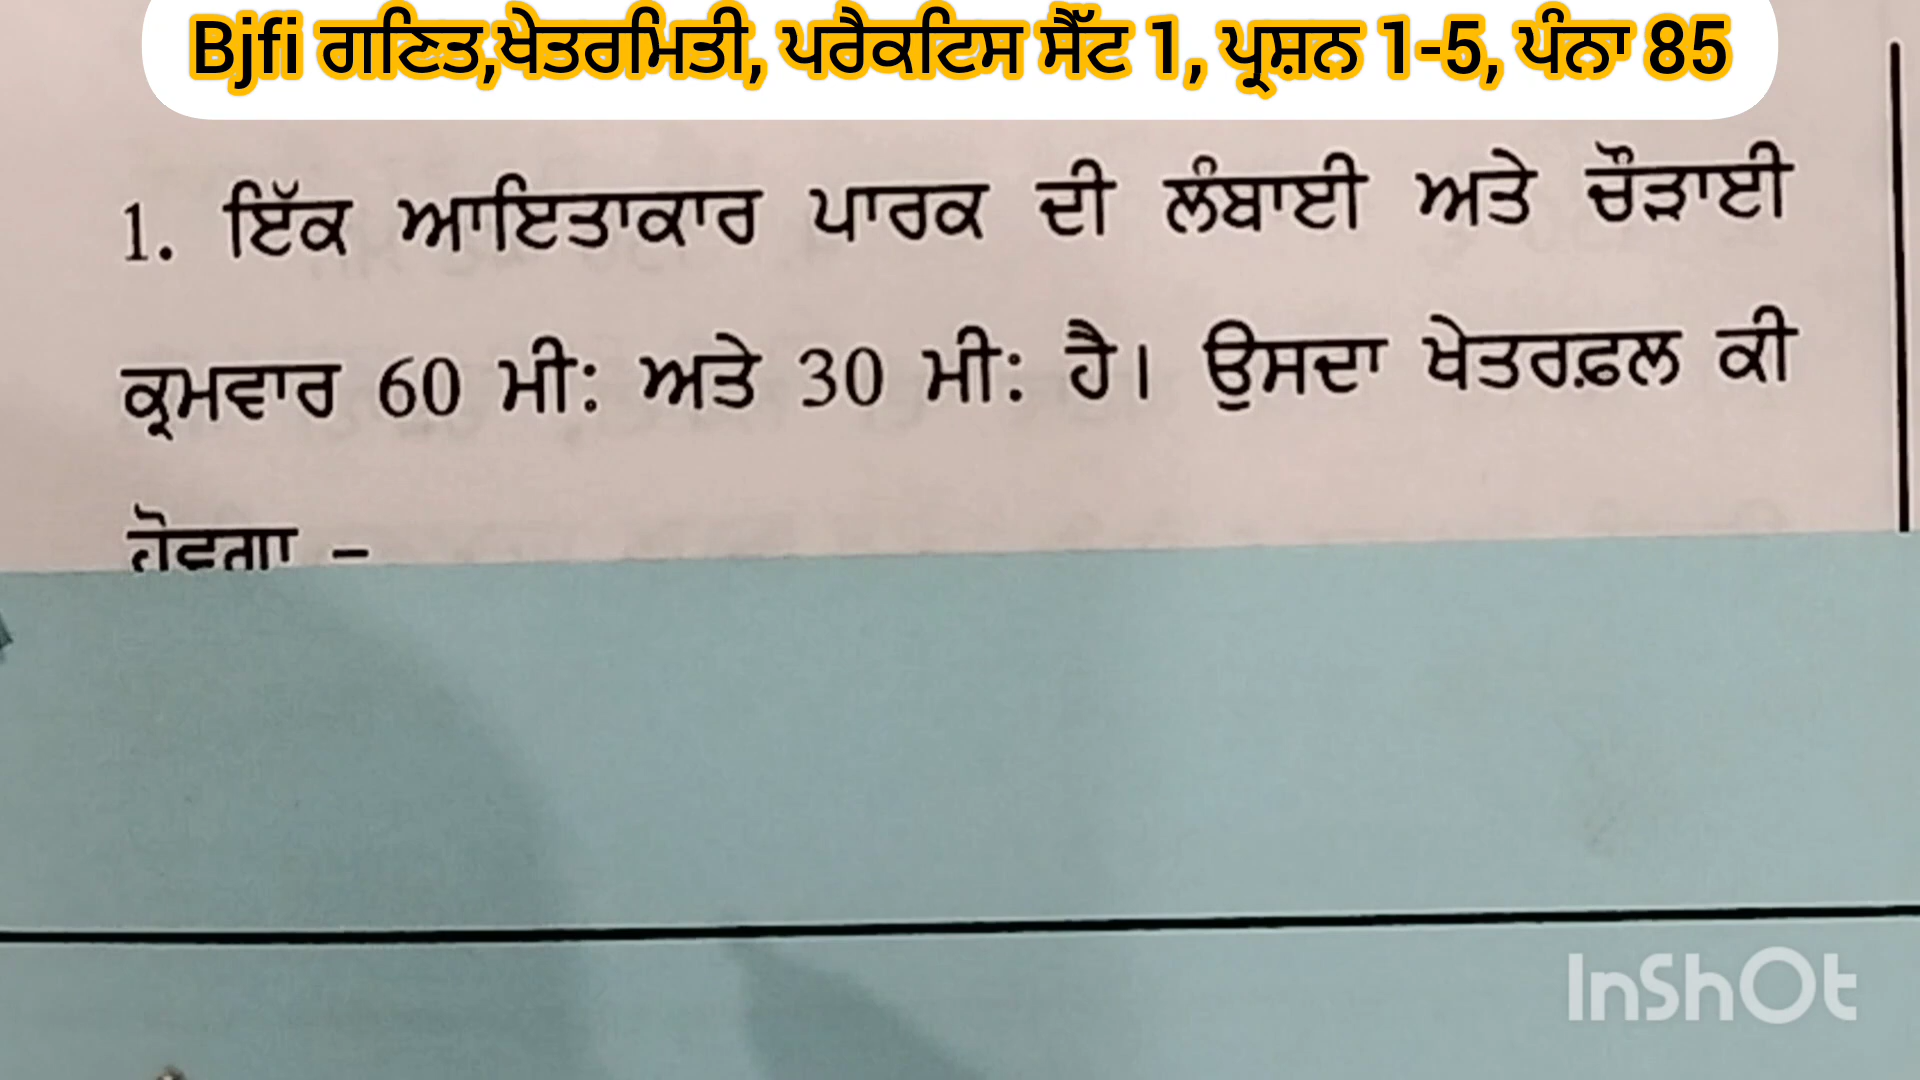 Bjfi ਗਣਿਤ,ਖੇਤਰਮਿਤੀ, ਪਰੈਕਟਿਸ ਸੈੱਟ 1, ਪ੍ਰਸ਼ਨ 1-5, ਪੰਨਾ 85
1. ਇੱਕ ਆਇਤਾਕਾਰ ਪਾਰਕ ਦੀ ਲੰਬਾਈ ਅਤੇ ਚੌੜਾਈ
ਕ੍ਰਮਵਾਰ 60 ਮੀ: ਅਤੇ 30 ਮੀ: ਹੈ। ਉਸਦਾ ਖੇਤਰਫ਼ਲ ਕੀ
ਹੋਵੇਗਾ –
InShOt